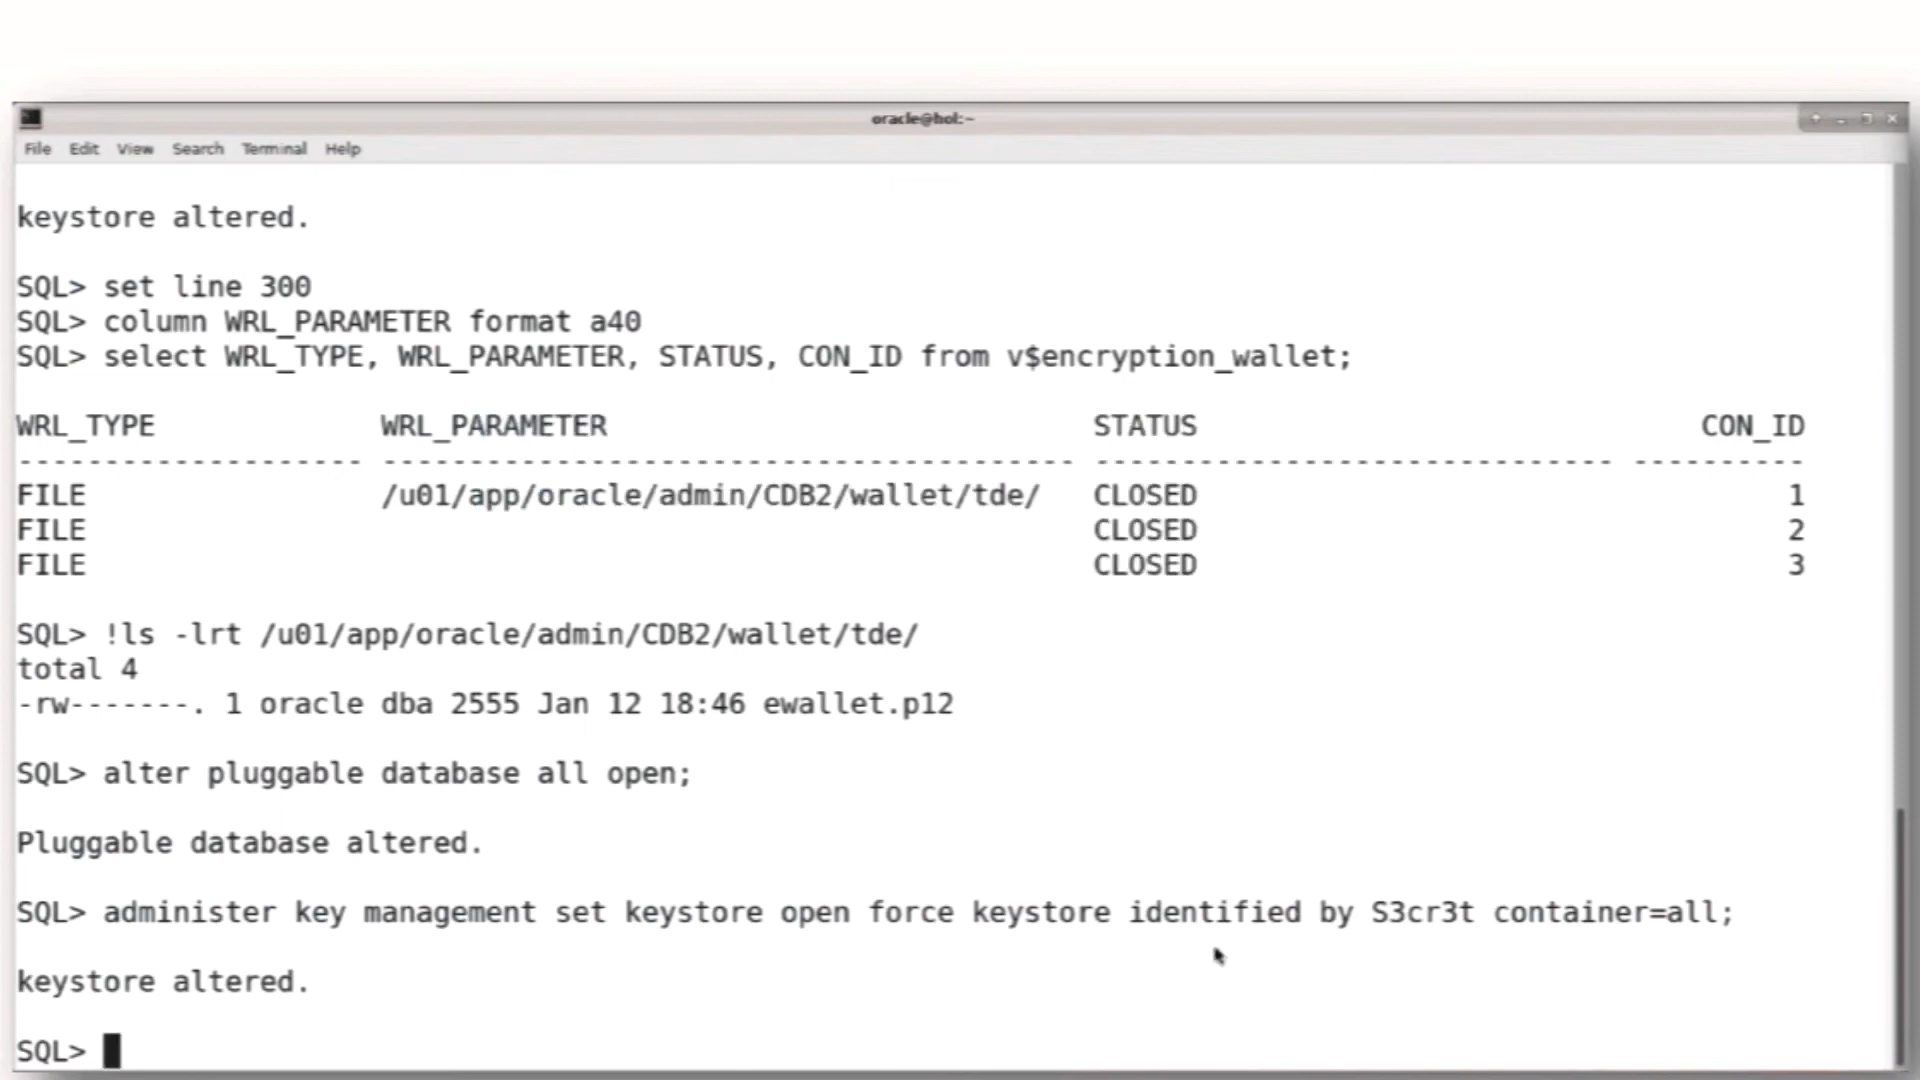 oracle@hol:~
File Edit View Search Terminal Help
keystore altered.
SQL> set line 300
SQL> column WRL_PARAMETER format a40
SQL> select WRL_TYPE, WRL_PARAMETER, STATUS, CON_ID from v$encryption_wallet;
WRL_TYPE WRL_PARAMETER STATUS CON_ID
-------------------- ---------------------------------------- ------------------------------ ----------
FILE /u01/app/oracle/admin/CDB2/wallet/tde/ CLOSED 1
FILE CLOSED 2
FILE CLOSED 3
SQL> !ls -lrt /u01/app/oracle/admin/CDB2/wallet/tde/
total 4
-rw-------. 1 oracle dba 2555 Jan 12 18:46 ewallet.p12
SQL> alter pluggable database all open;
Pluggable database altered.
SQL> administer key management set keystore open force keystore identified by S3cr3t container=all;
keystore altered.
SQL>